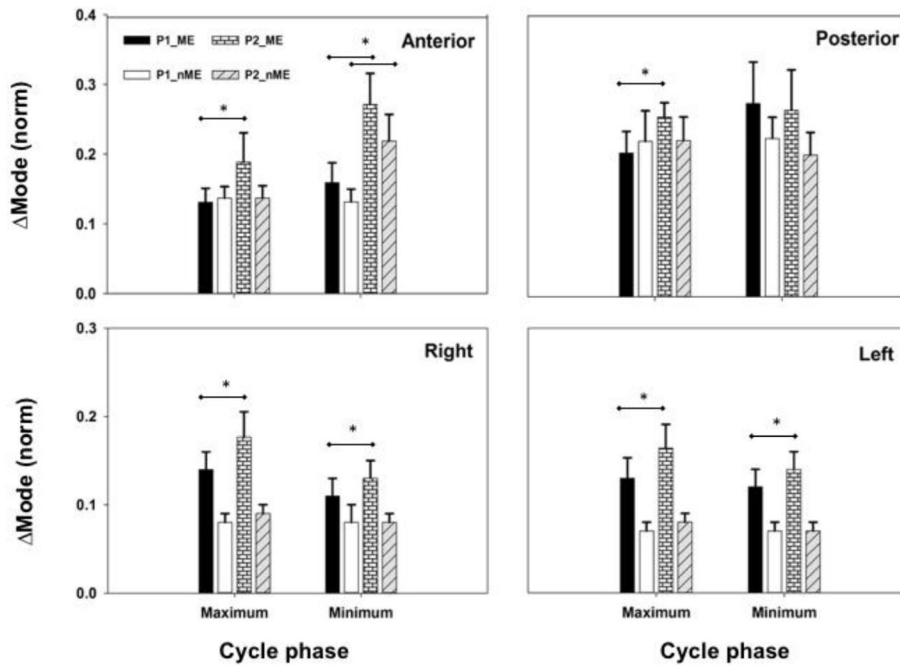 0.4
0.3
0.2
0.1
0.0
ΔMode (norm)
P1_ME P2_ME
P1_nME P2_nME
Anterior
*
*
Posterior
*
0.3
0.2
0.1
0.0
ΔMode (norm)
Right
*
*
Maximum Minimum
Cycle phase
Left
*
*
Maximum Minimum
Cycle phase